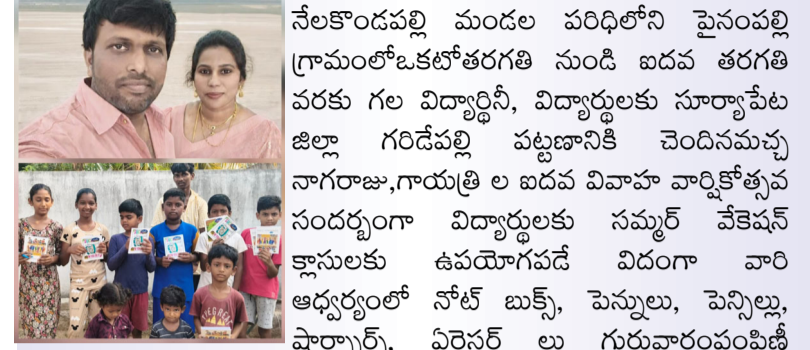 నేలకొండపల్లి మండల పరిధిలోని పైనంపల్లి
గ్రామంలోఒకటోతరగతి నుండి ఐదవ తరగతి
వరకు గల విద్యార్థినీ, విద్యార్థులకు సూర్యాపేట
జిల్లా గరిడేపల్లి పట్టణానికి చెందినమచ్చ
నాగరాజు,గాయత్రి ల ఐదవ వివాహ వార్షికోత్సవ
సందర్భంగా విద్యార్థులకు సమ్మర్ వేకెషన్
క్లాసులకు ఉపయోగపడే విదంగా వారి
ఆధ్వర్యంలో నోట్ బుక్స్, పెన్నులు, పెన్సిల్లు,
షార్ప్నార్స్, ఏరెసర్ లు గురువారంపంపిణీ